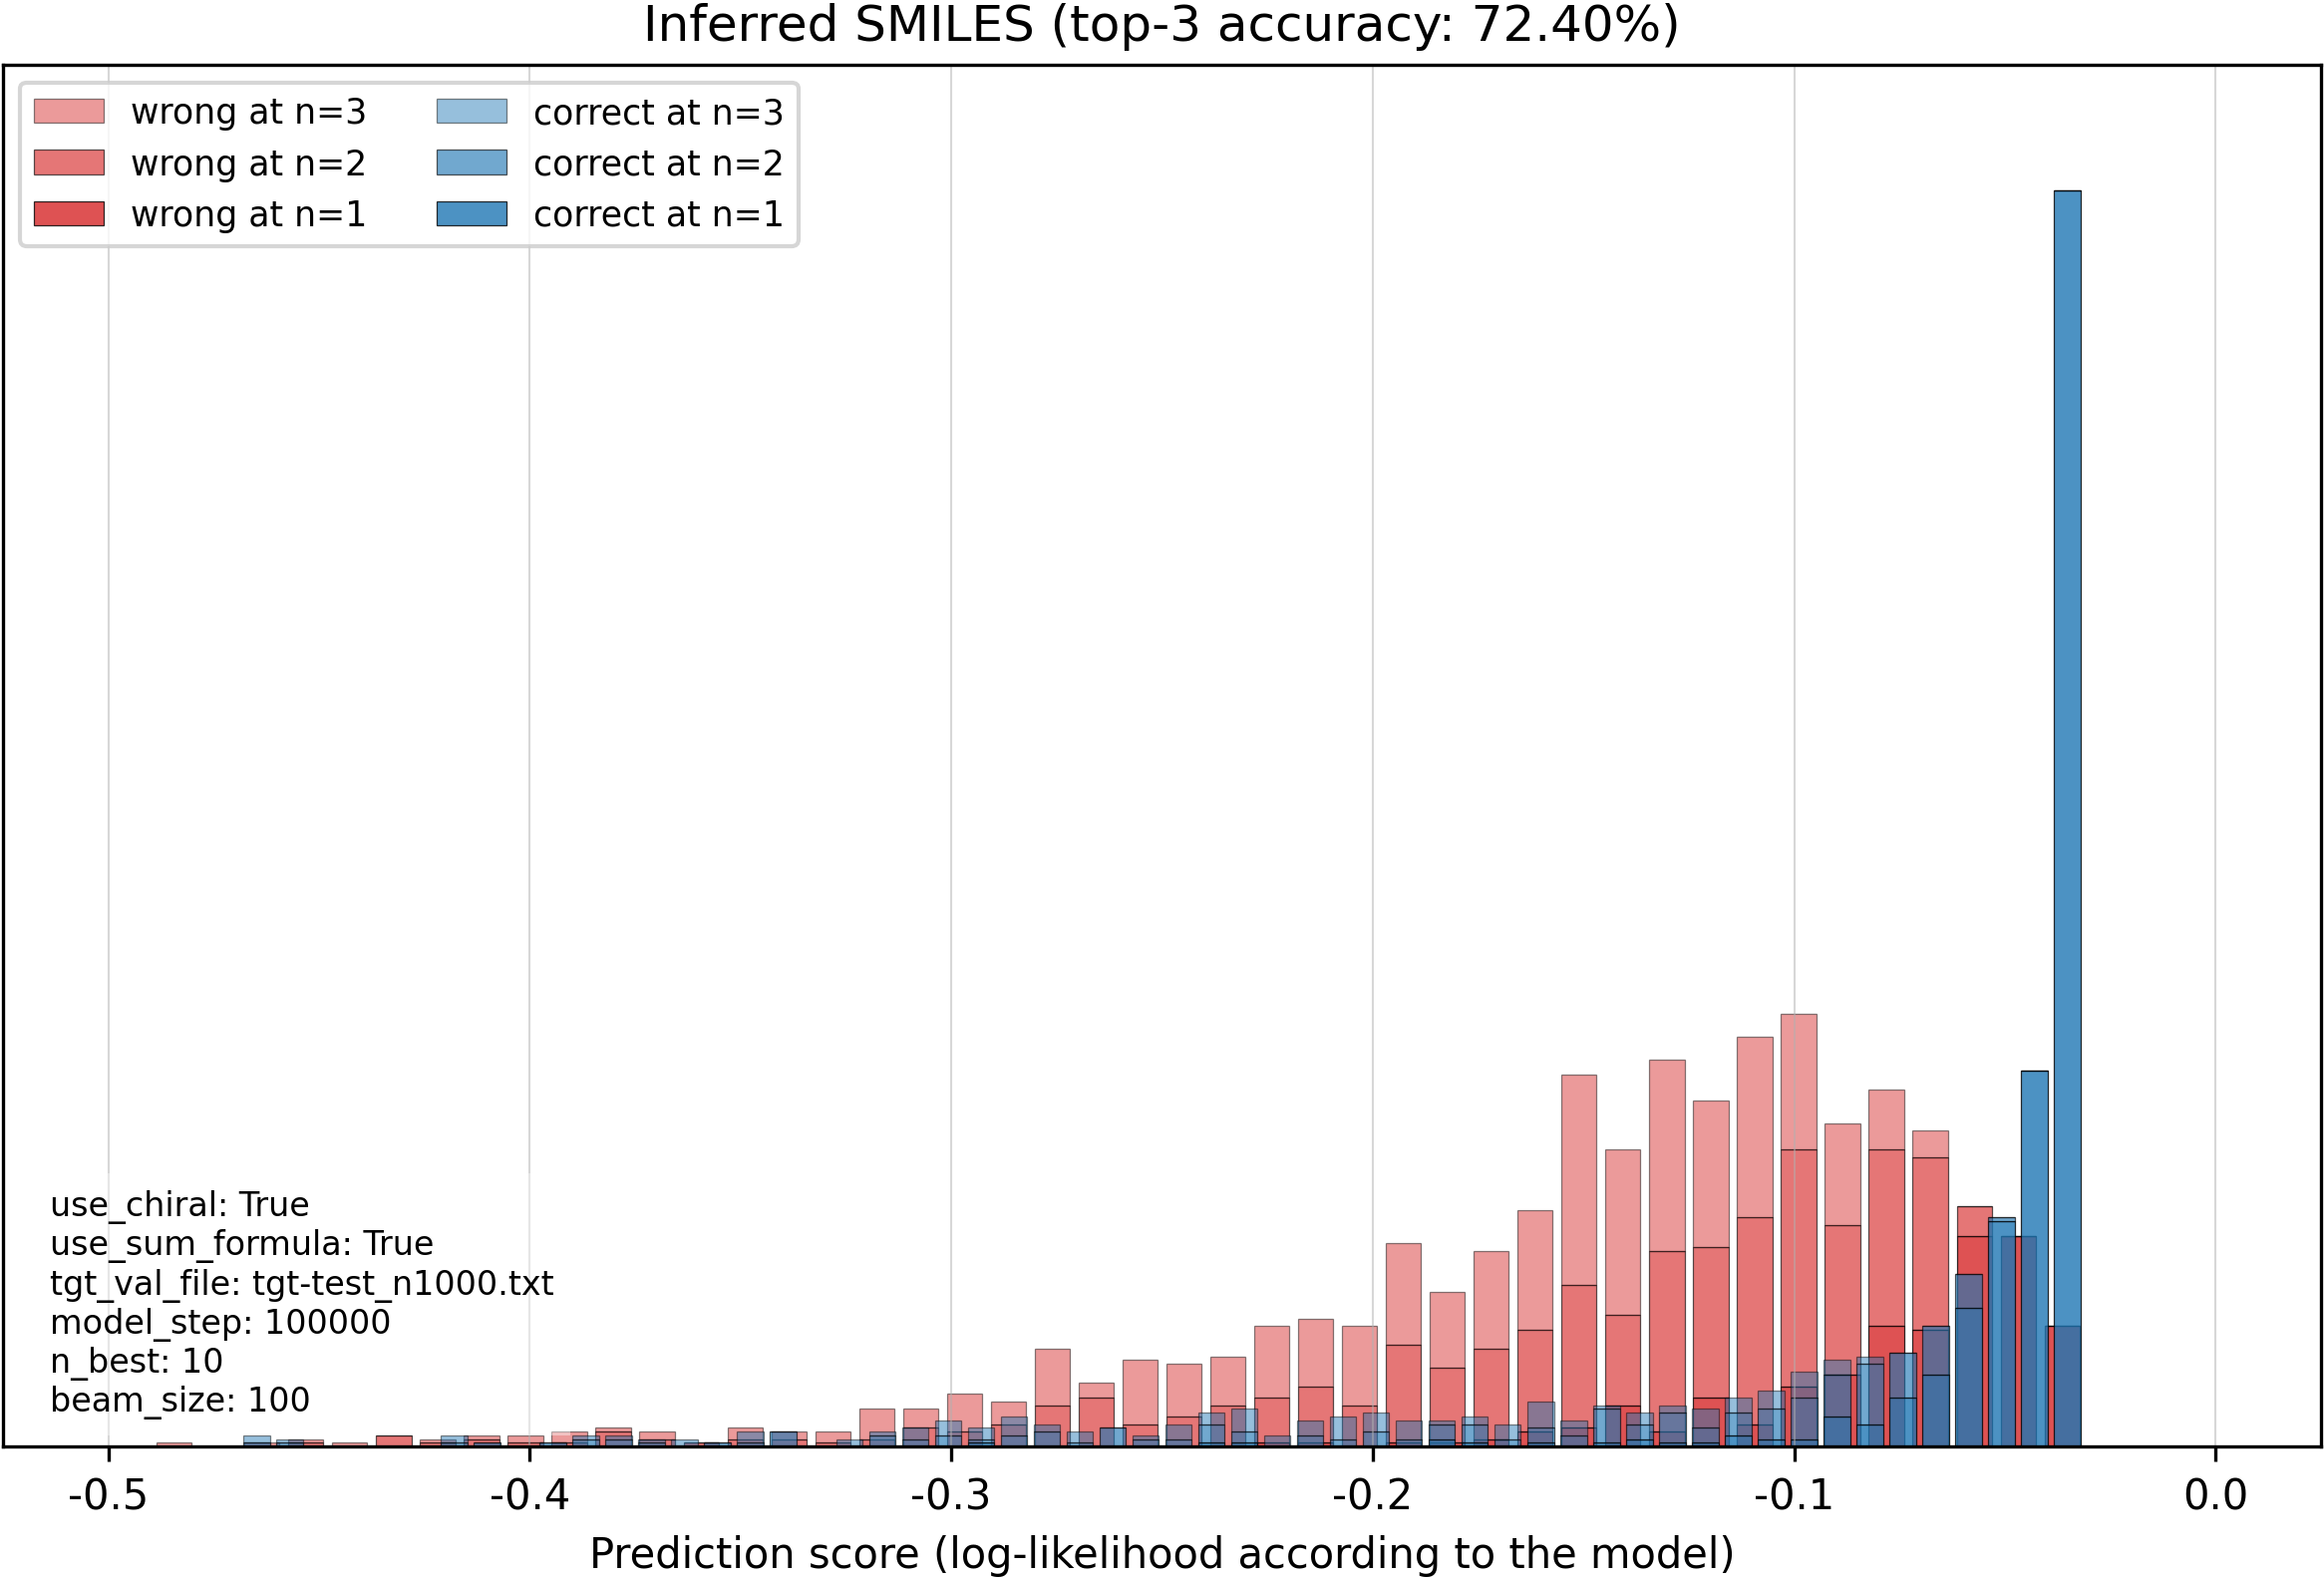 Inferred SMILES (top-3 accuracy: 72.40%)
wrong at n=3
wrong at n=2
wrong at n=1
correct at n=3
correct at n=2
correct at n=1
use_chiral: True
use_sum_formula: True
tgt_val_file: tgt-test_n1000.txt
model_step: 100000
n_best: 10
beam_size: 100
-0.5 -0.4 -0.3 -0.2 -0.1 0.0
Prediction score (log-likelihood according to the model)